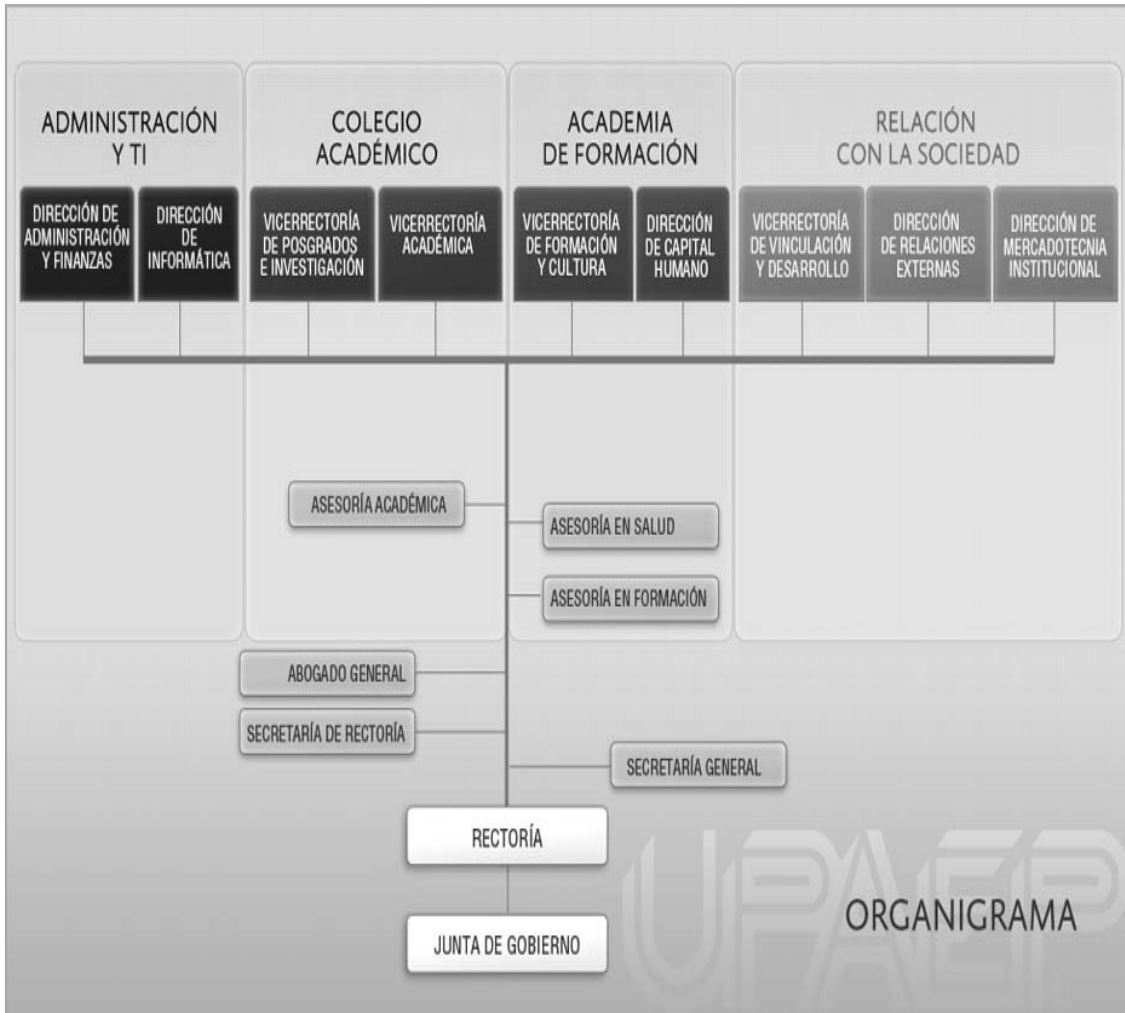 ADMINISTRACIÓN
Y TI
COLEGIO
ACADÉMICO
ACADEMIA
DE FORMACIÓN
RELACIÓN
CON LA SOCIEDAD
DIRECCIÓN DE
ADMINISTRACIÓN
Y FINANZAS
DIRECCIÓN
DE
INFORMÁTICA
VICERRECTORÍA
DE POSGRADOS
E INVESTIGACIÓN
VICERRECTORÍA
ACADÉMICA
VICERRECTORÍA
DE FORMACIÓN
Y CULTURA
DIRECCIÓN
DE CAPITAL
HUMANO
VICERRECTORÍA
DE VINCULACIÓN
Y DESARROLLO
DIRECCIÓN
DE RELACIONES
EXTERNAS
DIRECCIÓN DE
MERCADOTECNIA
INSTITUCIONAL
ASESORÍA ACADÉMICA
ASESORÍA EN SALUD
ASESORÍA EN FORMACIÓN
ABOGADO GENERAL
SECRETARÍA DE RECTORÍA
SECRETARÍA GENERAL
RECTORÍA
JUNTA DE GOBIERNO
UPAEP
ORGANIGRAMA